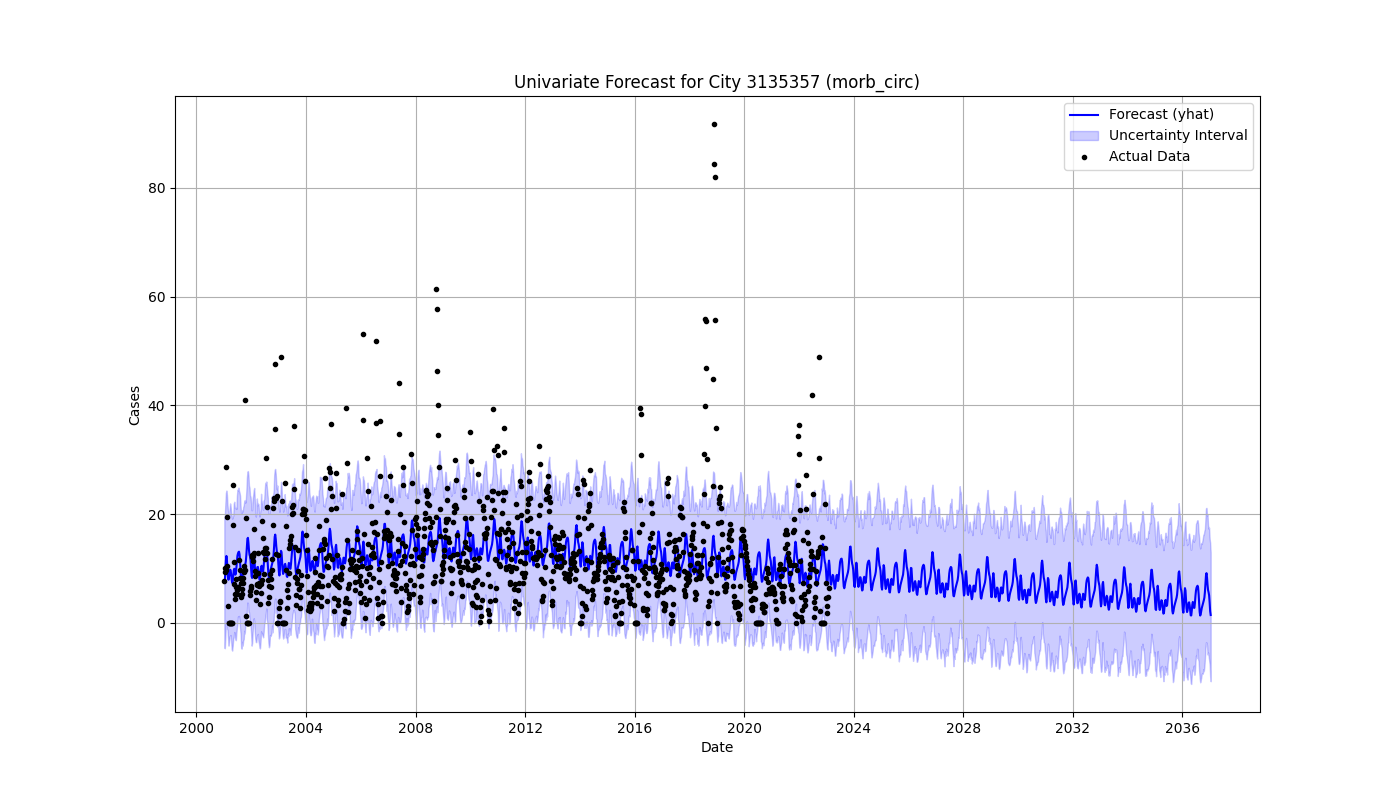 Univariate Forecast for City 3135357 (morb_circ)
Forecast (yhat)
Uncertainty Interval
Actual Data
Cases
80
60
40
20
0
2000 2004 2008 2012 2016 2020 2024 2028 2032 2036
Date